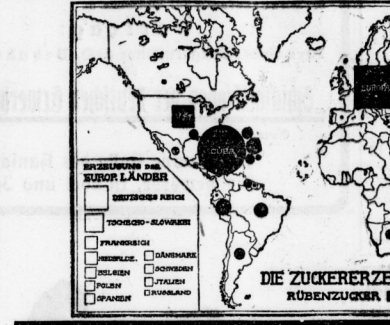 CUBA
ERZEUGUNG DER
EUROP. LÄNDER
DEUTSCHES REICH
TSCHECHO-SLOWAKEI
FRANKREICH
NIEDERLDE.
DÄNEMARK
BELGIEN
SCHWEDEN
POLEN
ITALIEN
SPANIEN
RUSSLAND
DIE ZUCKERERZE
RÜBENZUCKER